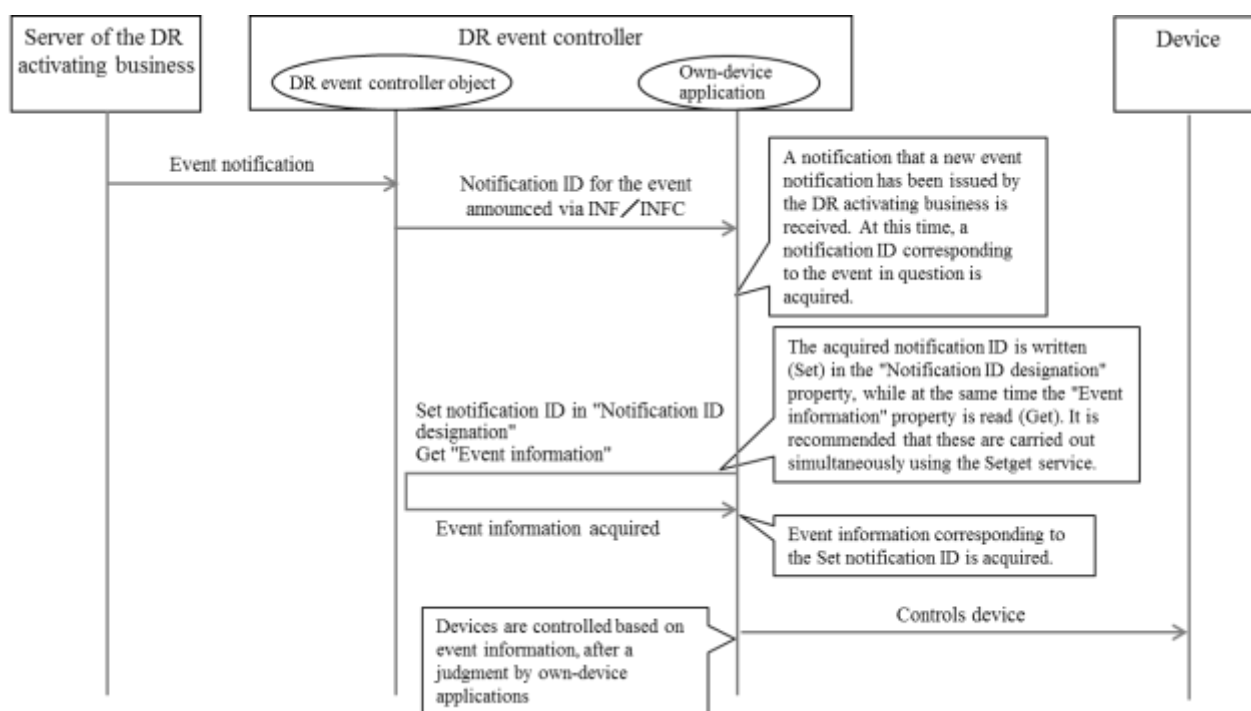 Server of the DR
activating business
DR event controller
DR event controller object
Own-device
application
Device
Event notification
Notification ID for the event
announced via INF／INFC
A notification that a new event
notification has been issued by
the DR activating business is
received. At this time, a
notification ID corresponding
to the event in question is
acquired.
The acquired notification ID is written
(Set) in the "Notification ID designation"
property, while at the same time the "Event
information" property is read (Get). It is
recommended that these are carried out
simultaneously using the Setget service.
Set notification ID in "Notification ID
designation"
Get "Event information"
Event information acquired
Event information corresponding to
the Set notification ID is acquired.
Controls device
Devices are controlled based on
event information, after a
judgment by own-device
applications